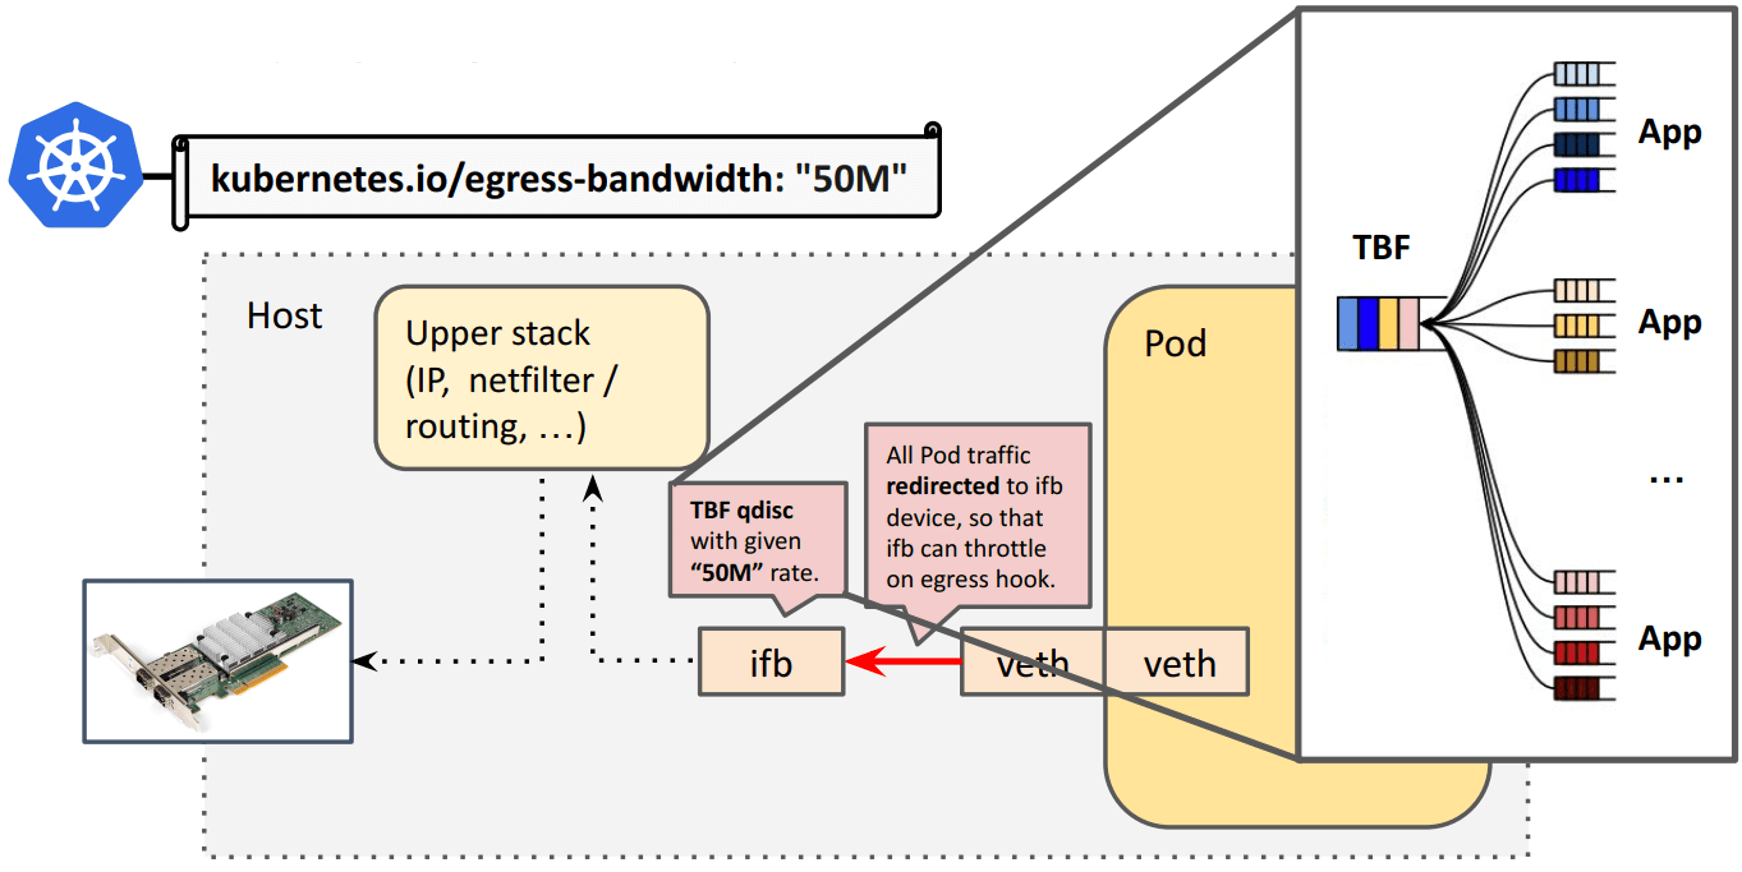 kubernetes.io/egress-bandwidth: "50M"
Host
Upper stack
(IP, netfilter /
routing, …)
Pod
TBF qdisc
with given
“50M” rate.
All Pod traffic
redirected to ifb
device, so that
ifb can throttle
on egress hook.
ifb
veth
veth
TBF
App
App
…
App